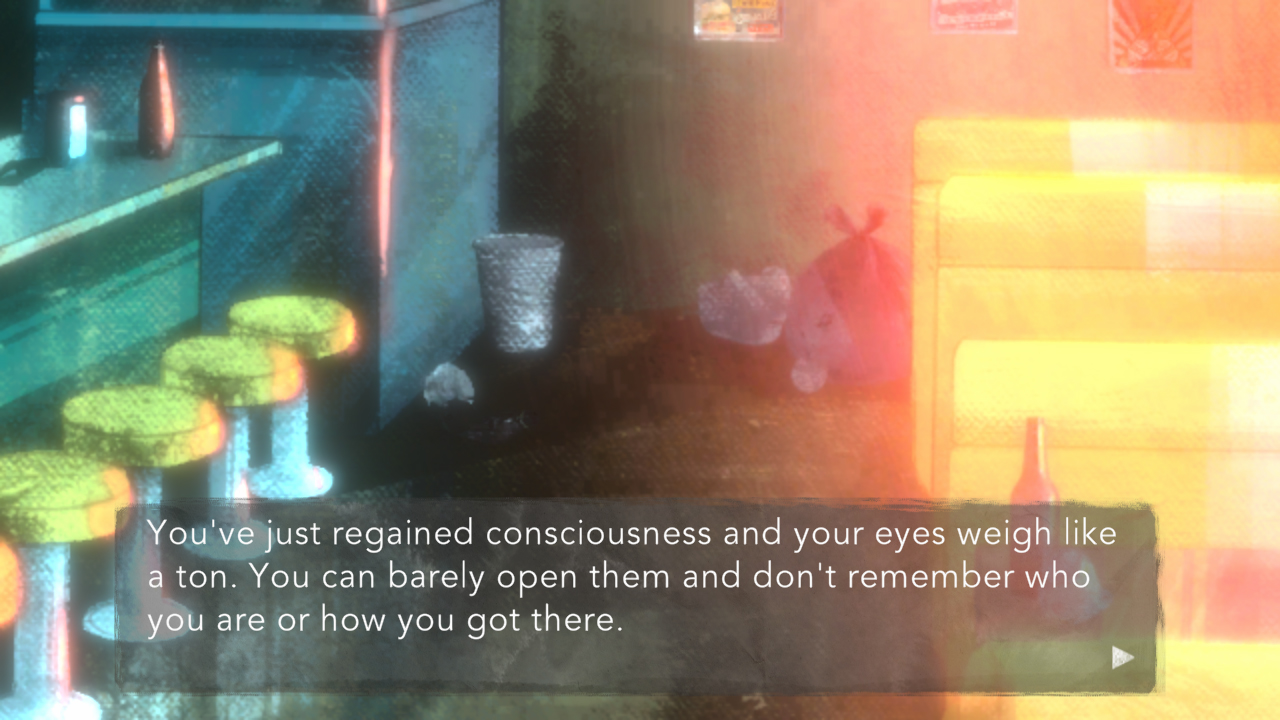 You've just regained consciousness and your eyes weigh like
a ton. You can barely open them and don't remember who
you are or how you got there.